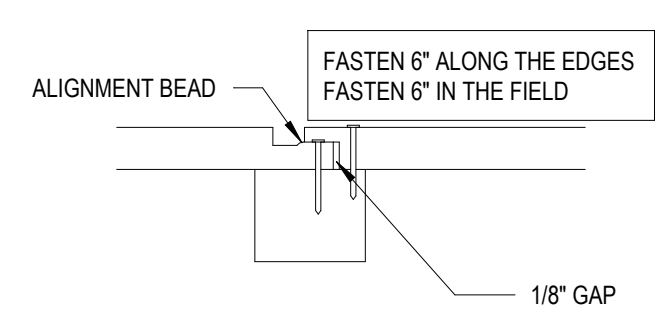 FASTEN 6" ALONG THE EDGES
FASTEN 6" IN THE FIELD
ALIGNMENT BEAD
1/8" GAP